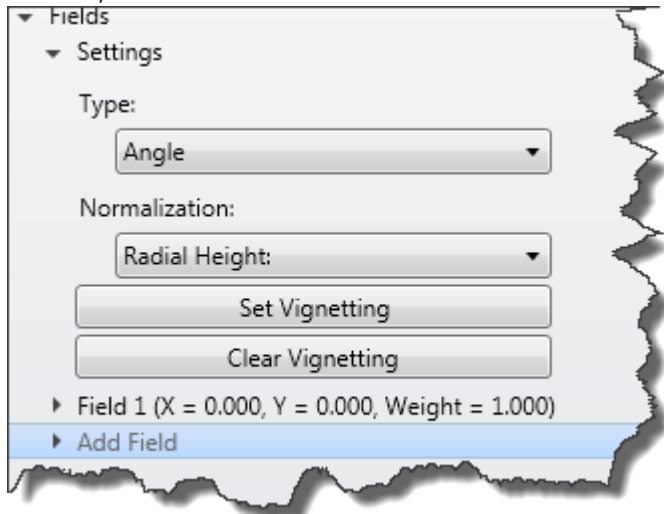 Fields
Settings
Type:
Angle
Normalization:
Radial Height:
Set Vignetting
Clear Vignetting
Field 1 (X = 0.000, Y = 0.000, Weight = 1.000)
Add Field